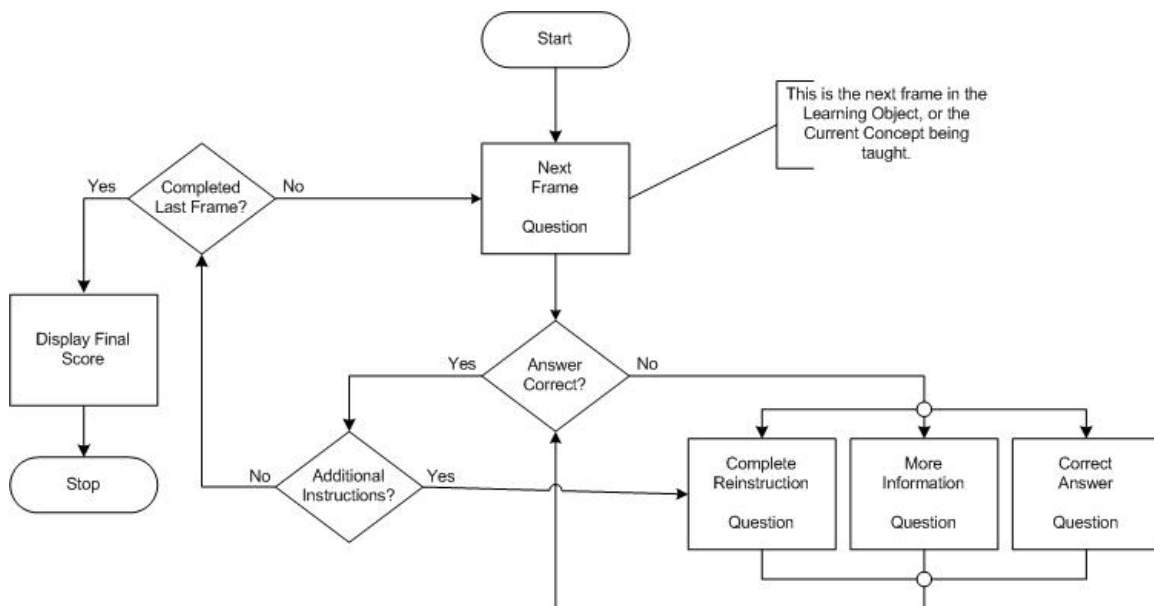 Start
This is the next frame in the
Learning Object, or the
Current Concept being
taught.
Next
Frame
Question
Yes
Completed
Last Frame?
No
Display Final
Score
Yes
Answer
Correct?
No
Stop
No
Additional
Instructions?
Yes
Complete
Reinstruction
Question
More
Information
Question
Correct
Answer
Question